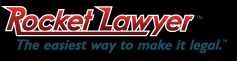 Rocket Lawyer™
The easiest way to make it legal.™